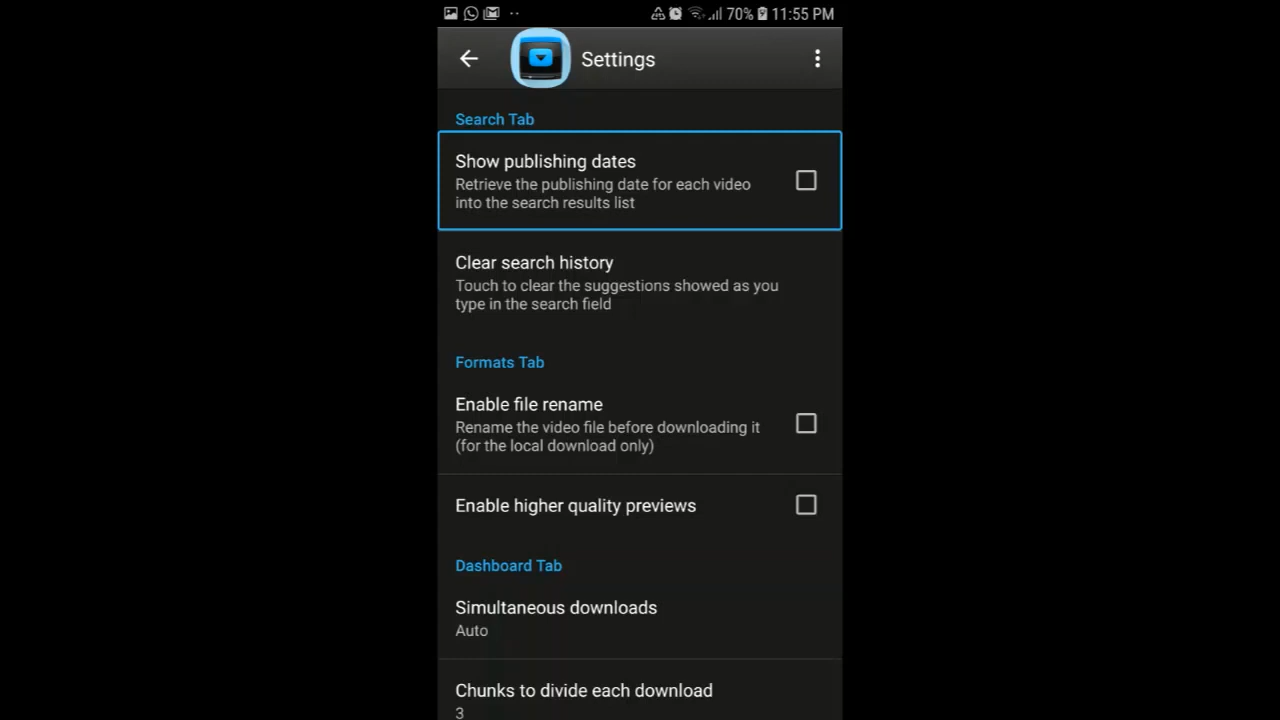 70% 11:55 PM
Settings
Search Tab
Show publishing dates
Retrieve the publishing date for each video
into the search results list
Clear search history
Touch to clear the suggestions showed as you
type in the search field
Formats Tab
Enable file rename
Rename the video file before downloading it
(for the local download only)
Enable higher quality previews
Dashboard Tab
Simultaneous downloads
Auto
Chunks to divide each download
3